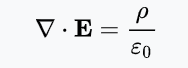 ∇ · 𝐄 = ρ / ε₀